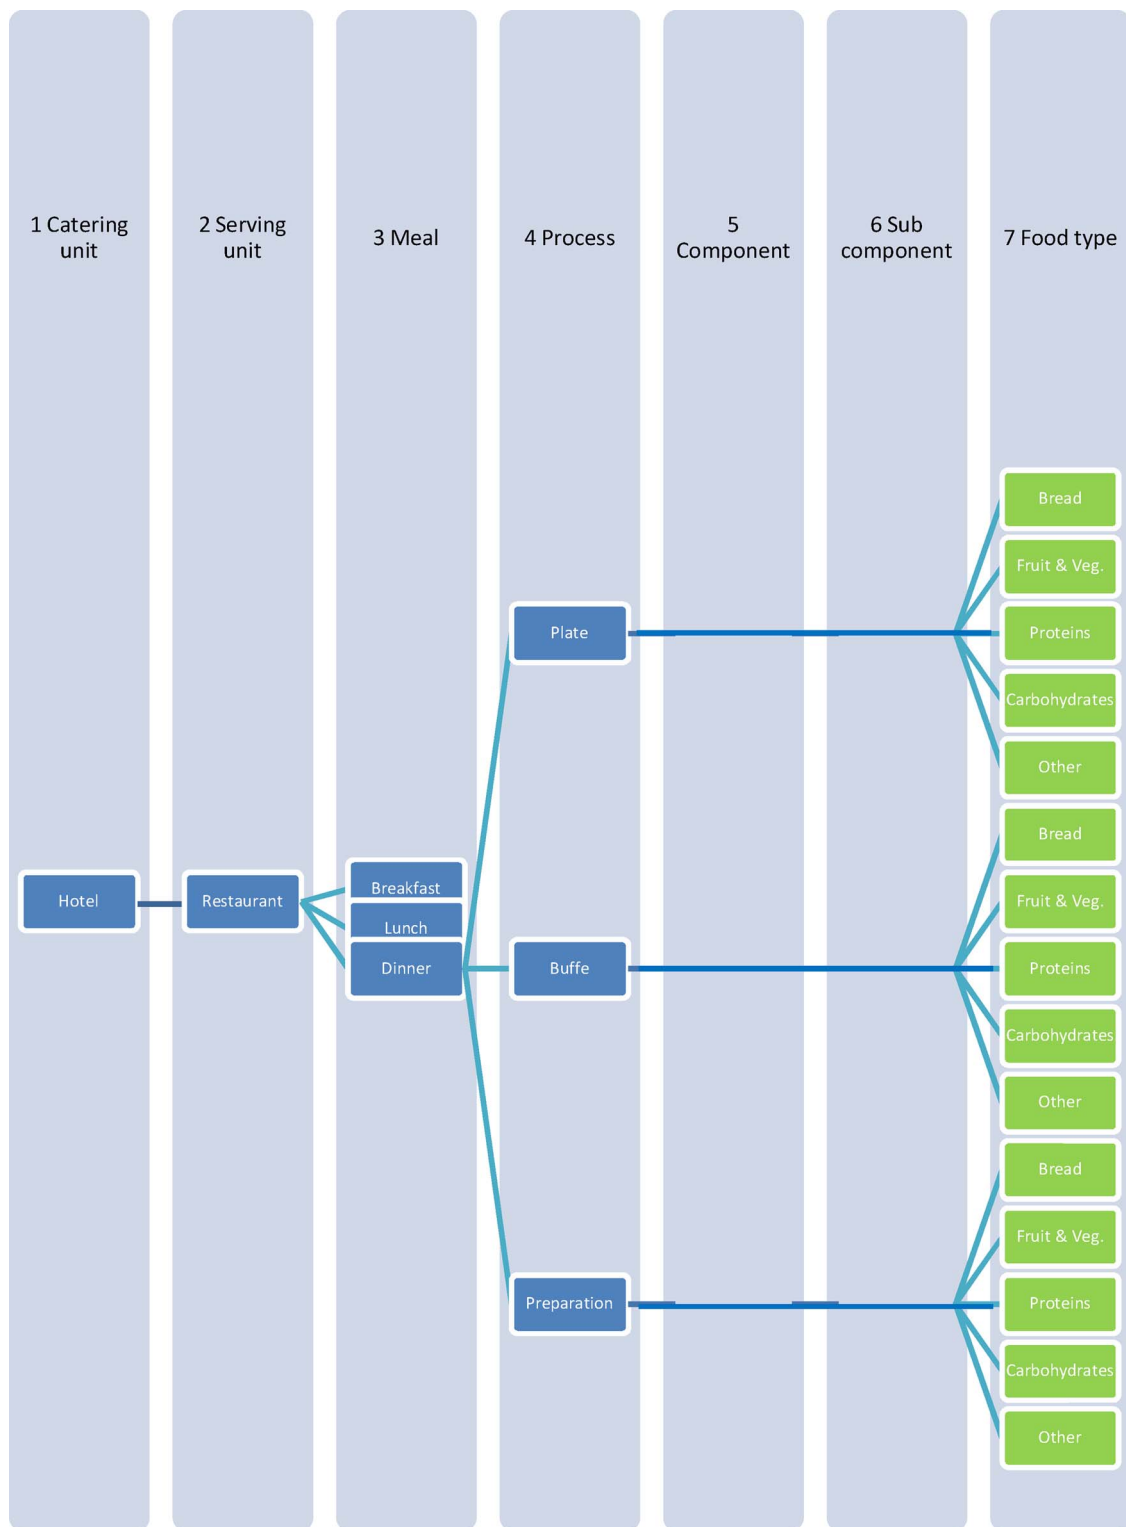 1 Catering
unit
2 Serving
unit
3 Meal
4 Process
5
Component
6 Sub
component
7 Food type
Hotel
Restaurant
Breakfast
Lunch
Dinner
Plate
Buffe
Preparation
Bread
Fruit & Veg.
Proteins
Carbohydrates
Other
Bread
Fruit & Veg.
Proteins
Carbohydrates
Other
Bread
Fruit & Veg.
Proteins
Carbohydrates
Other